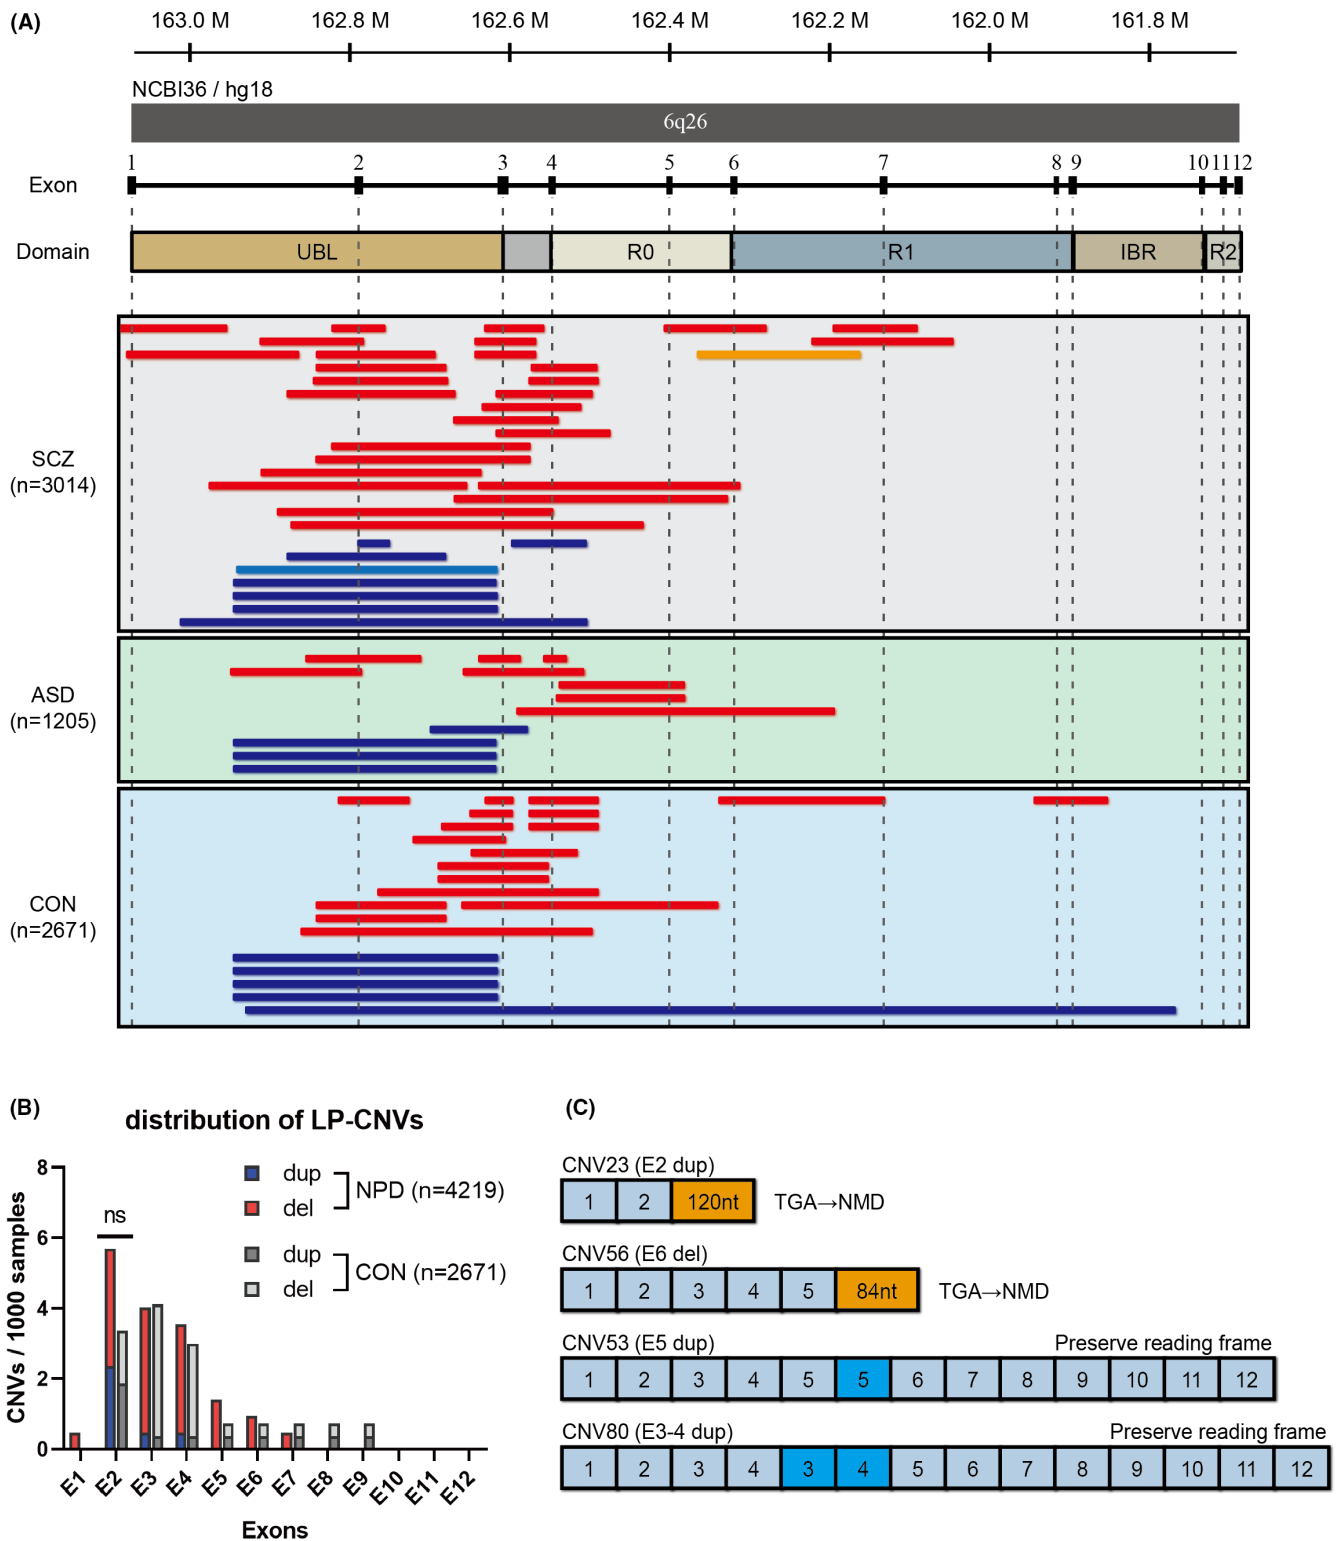 (A)
163.0 M 162.8 M 162.6 M 162.4 M 162.2 M 162.0 M 161.8 M
NCBI36 / hg18
6q26
1 2 3 4 5 6 7 8 9 10 11 12
Exon
Domain UBL R0 R1 IBR R2
SCZ
(n=3014)
ASD
(n=1205)
CON
(n=2671)
(B)
distribution of LP-CNVs
CNVs / 1000 samples
8
6
4
2
0
ns
dup
del
NPD (n=4219)
dup
del
CON (n=2671)
E1 E2 E3 E4 E5 E6 E7 E8 E9 E10 E11 E12
Exons
(C)
CNV23 (E2 dup)
1 2 120nt TGA→NMD
CNV56 (E6 del)
1 2 3 4 5 84nt TGA→NMD
CNV53 (E5 dup) Preserve reading frame
1 2 3 4 5 5 6 7 8 9 10 11 12
CNV80 (E3-4 dup) Preserve reading frame
1 2 3 4 3 4 5 6 7 8 9 10 11 12